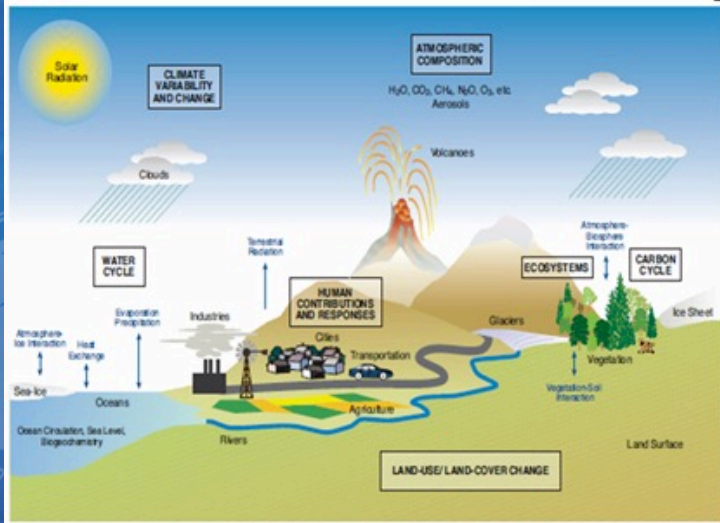 Solar
Radiation
CLIMATE
VARIABILITY
AND CHANGE
ATMOSPHERIC
COMPOSITION
H₂O, CO₂, CH₄, N₂O, O₃, etc.
Aerosols
Volcanoes
Clouds
WATER
CYCLE
Terrestrial
Radiation
Atmosphere-
Biosphere
Interaction
ECOSYSTEMS
CARBON
CYCLE
HUMAN
CONTRIBUTIONS
AND RESPONSES
Evaporation
Precipitation
Industries
Cities
Transportation
Glaciers
Ice Sheet
Atmosphere-
Ice Interaction
Heat
Exchange
Sea-Ice
Oceans
Vegetation
Vegetation-Soil
Interaction
Agriculture
Ocean Circulation, Sea Level,
Biogeochemistry
Rivers
Land Surface
LAND-USE/ LAND-COVER CHANGE